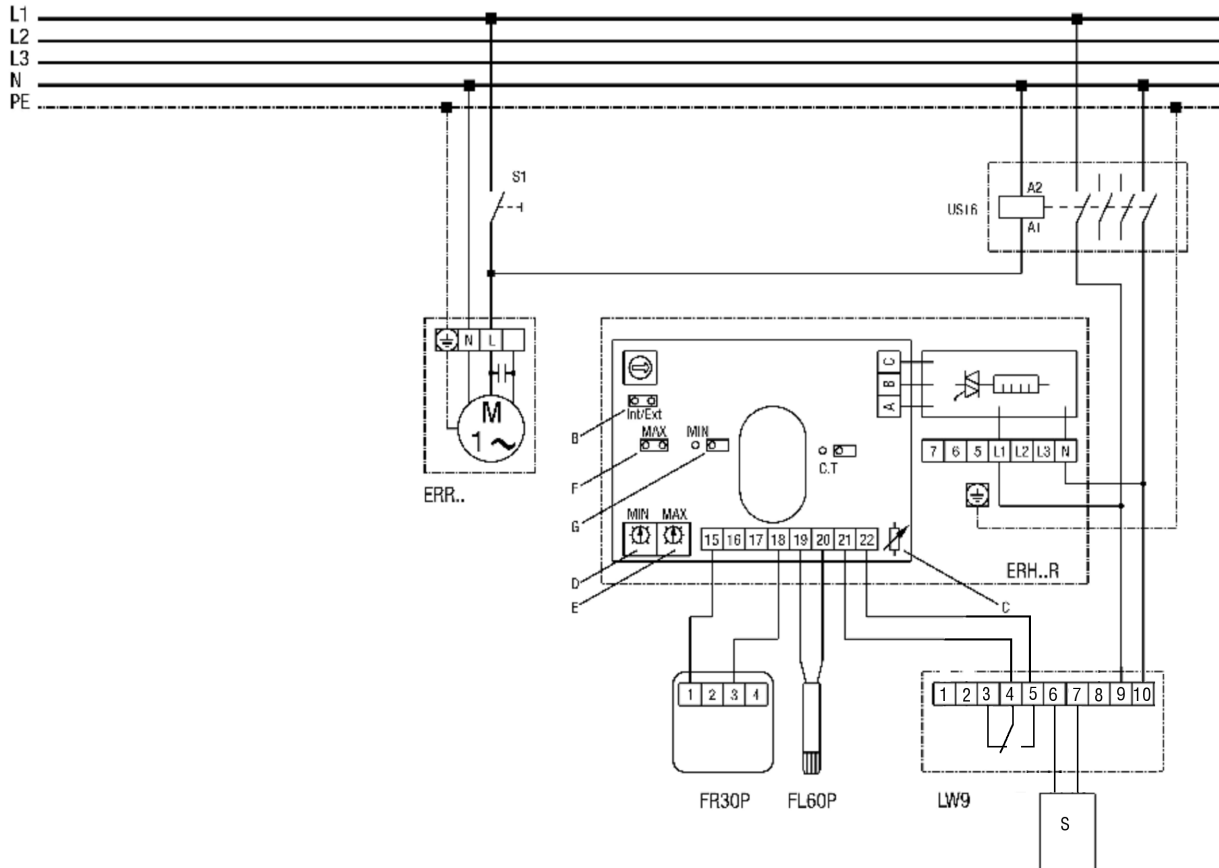 L1
L2
L3
N
PE
S1
A2
UST6
A1
N L
M
1 ~
ERR..
Int/Ext
B
MAX MIN
C.T
F
G
MIN MAX
D
E
15 16 17 18 19 20 21 22
C
B
A
7 6 5 L1 L2 L3 N
ERH..R
C
1 2 3 4
FR30P
FL60P
1 2 3 4 5 6 7 8 9 10
LW9
S